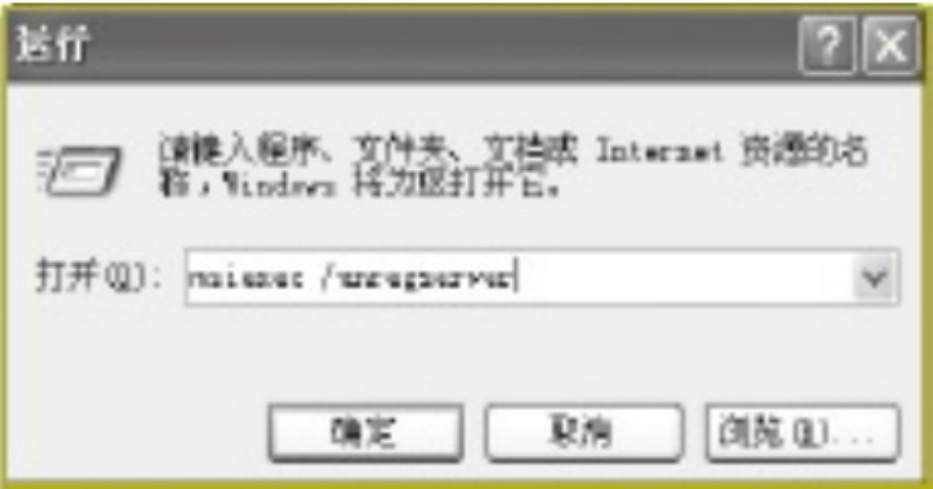 运行
请键入程序、文件夹、文档或 Internet 资源的名
称，Windows 将为您打开它。
打开(O): msiexec /unregserver
确定 取消 浏览(B)...